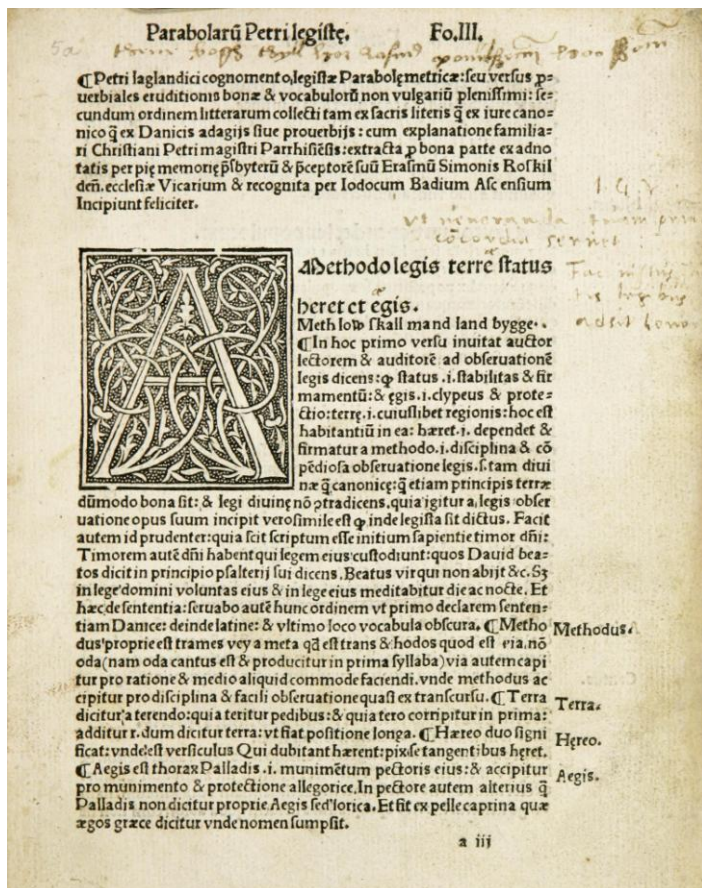 Parabolarū Petri legistę. Fo.III.
¶Petri laglandici cognomento,legistæ Parabolę metricæ:seu versus ꝓ-
uerbiales eruditionis bonæ & vocabulorū non vulgariū plenissimi: se-
cundum ordinem litterarum collecti tam ex sacris literis q̄ ex iure cano-
nico q̄ ex Danicis adagijs siue prouerbijs : cum explanatione familia-
ri Christiani Petri magistri Parrhisiēsis:extracta ꝓ bona parte ex adno
tatis per pię memorię p̄sbyterū & p̄ceptorē suū Erasmū Simonis Roskil
deñ. ecclesiæ Vicarium & recognita per Iodocum Badium Asc ensium
Incipiunt feliciter.
A Methodo legis terrę status
heret et egis.
Meth low skall mand land bygge.
¶In hoc primo versu inuitat auctor
lectorem & auditorē ad obseruationē
legis dicens:ꝙ status .i.stabilitas & fir
mamentū: & ęgis.i.clypeus & prote-
ctio:terrę.i.cuiuslibet regionis: hoc est
habitantiū in ea: hæret.i. dependet &
firmatur a methodo.i.disciplina & cō
pēdiosa obseruatione legis.s.tam diui
næ q̄ canonicę:q̄ etiam principis terræ
dūmodo bona sit: & legi diuinę nō ꝯtradicens.quia igitur a,legis obser
uatione opus suum incipit verosimile est ꝙ inde legista sit dictus. Facit
autem id prudenter:quia scit scriptum esse initium sapientie timor dñi:
Timorem autē dñi habent qui legem eius custodiunt:quos Dauid bea-
tos dicit in principio psalterij sui dicens. Beatus vir qui non abijt &c. Sꝫ
in lege domini voluntas eius & in lege eius meditabitur die ac nocte. Et
hæc,de sententia: seruabo autē hunc ordinem vt primo declarem senten-
tiam Danice: deinde latine: & vltimo loco vocabula obscura. ¶Metho Methodus.
dus proprie est trames vey a meta qđ est trans & hodos quod est via.nō
oda(nam oda cantus est & producitur in prima syllaba)via autem capi
tur pro ratione & medio aliquid commode faciendi.vnde methodus ac
cipitur pro disciplina & facili obseruatione quasi ex transcursu. ¶Terra Terra.
dicitur a terendo:quia teritur pedibus: & quia tero corripitur in prima:
additur r.dum dicitur terra: vt fiat positione longa. ¶Hæreo duo signi Hęreo.
ficat: vnde est versiculus Qui dubitant hærent: pix se tangentibus hęret.
¶Aegis est thorax Palladis .i. munimētum pectoris eius: & accipitur Aegis.
pro munimento & protectione allegorice.In pectore autem alterius q̄
Palladis non dicitur proprie Aegis sed lorica. Et fit ex pelle caprina quæ
ægos græce dicitur vnde nomen sumpsit.
a iij